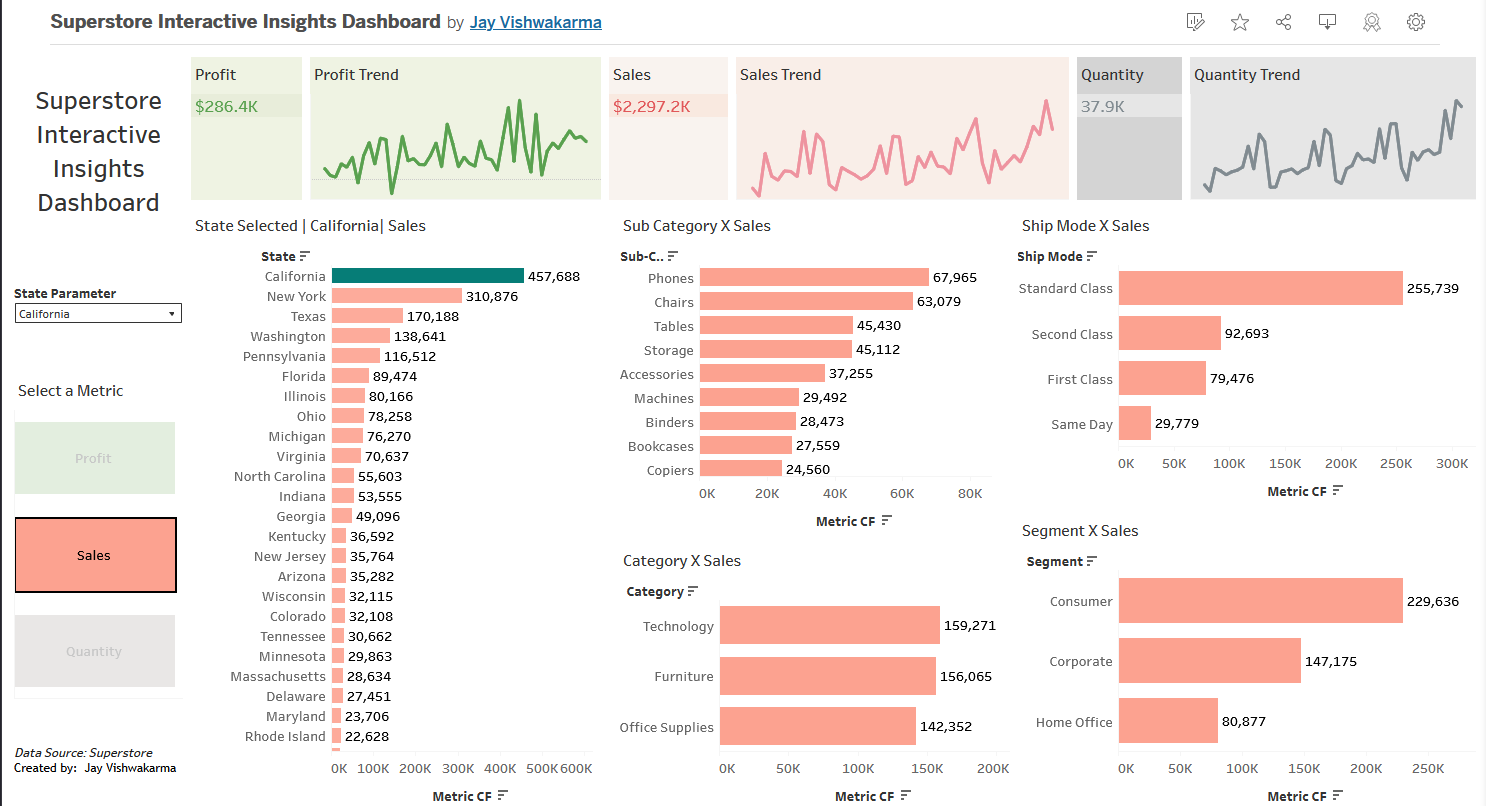 Superstore Interactive Insights Dashboard by Jay Vishwakarma
Superstore
Interactive
Insights
Dashboard
State Parameter
California
Select a Metric
Profit
Sales
Quantity
Data Source: Superstore
Created by: Jay Vishwakarma
Profit
$286.4K
Profit Trend
Sales
$2,297.2K
Sales Trend
Quantity
37.9K
Quantity Trend
State Selected | California| Sales
State
California 457,688
New York 310,876
Texas 170,188
Washington 138,641
Pennsylvania 116,512
Florida 89,474
Illinois 80,166
Ohio 78,258
Michigan 76,270
Virginia 70,637
North Carolina 55,603
Indiana 53,555
Georgia 49,096
Kentucky 36,592
New Jersey 35,764
Arizona 35,282
Wisconsin 32,115
Colorado 32,108
Tennessee 30,662
Minnesota 29,863
Massachusetts 28,634
Delaware 27,451
Maryland 23,706
Rhode Island 22,628
0K 100K 200K 300K 400K 500K 600K
Metric CF
Sub Category X Sales
Sub-C..
Phones 67,965
Chairs 63,079
Tables 45,430
Storage 45,112
Accessories 37,255
Machines 29,492
Binders 28,473
Bookcases 27,559
Copiers 24,560
0K 20K 40K 60K 80K
Metric CF
Category X Sales
Category
Technology 159,271
Furniture 156,065
Office Supplies 142,352
0K 50K 100K 150K 200K
Metric CF
Ship Mode X Sales
Ship Mode
Standard Class 255,739
Second Class 92,693
First Class 79,476
Same Day 29,779
0K 50K 100K 150K 200K 250K 300K
Metric CF
Segment X Sales
Segment
Consumer 229,636
Corporate 147,175
Home Office 80,877
0K 50K 100K 150K 200K 250K
Metric CF